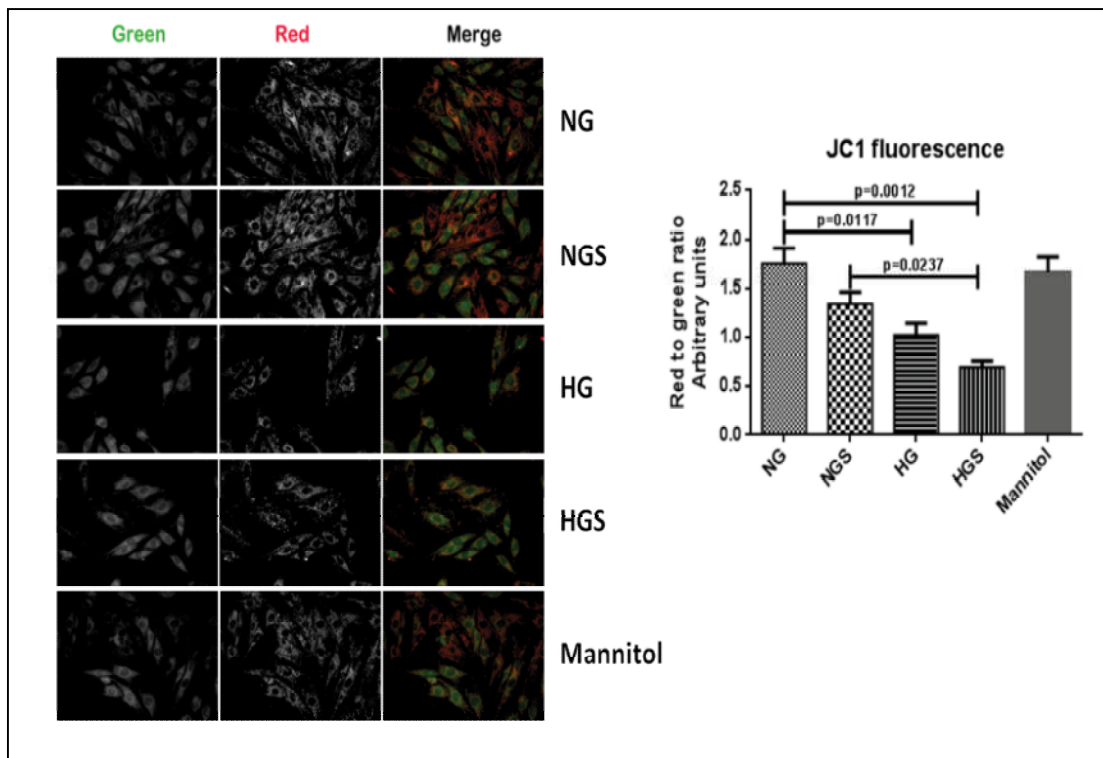 Green Red Merge
NG
NGS
HG
HGS
Mannitol
JC1 fluorescence
Red to green ratio
Arbitrary units
2.5
2.0
1.5
1.0
0.5
0.0
p=0.0012
p=0.0117
p=0.0237
NG NGS HG HGS Mannitol